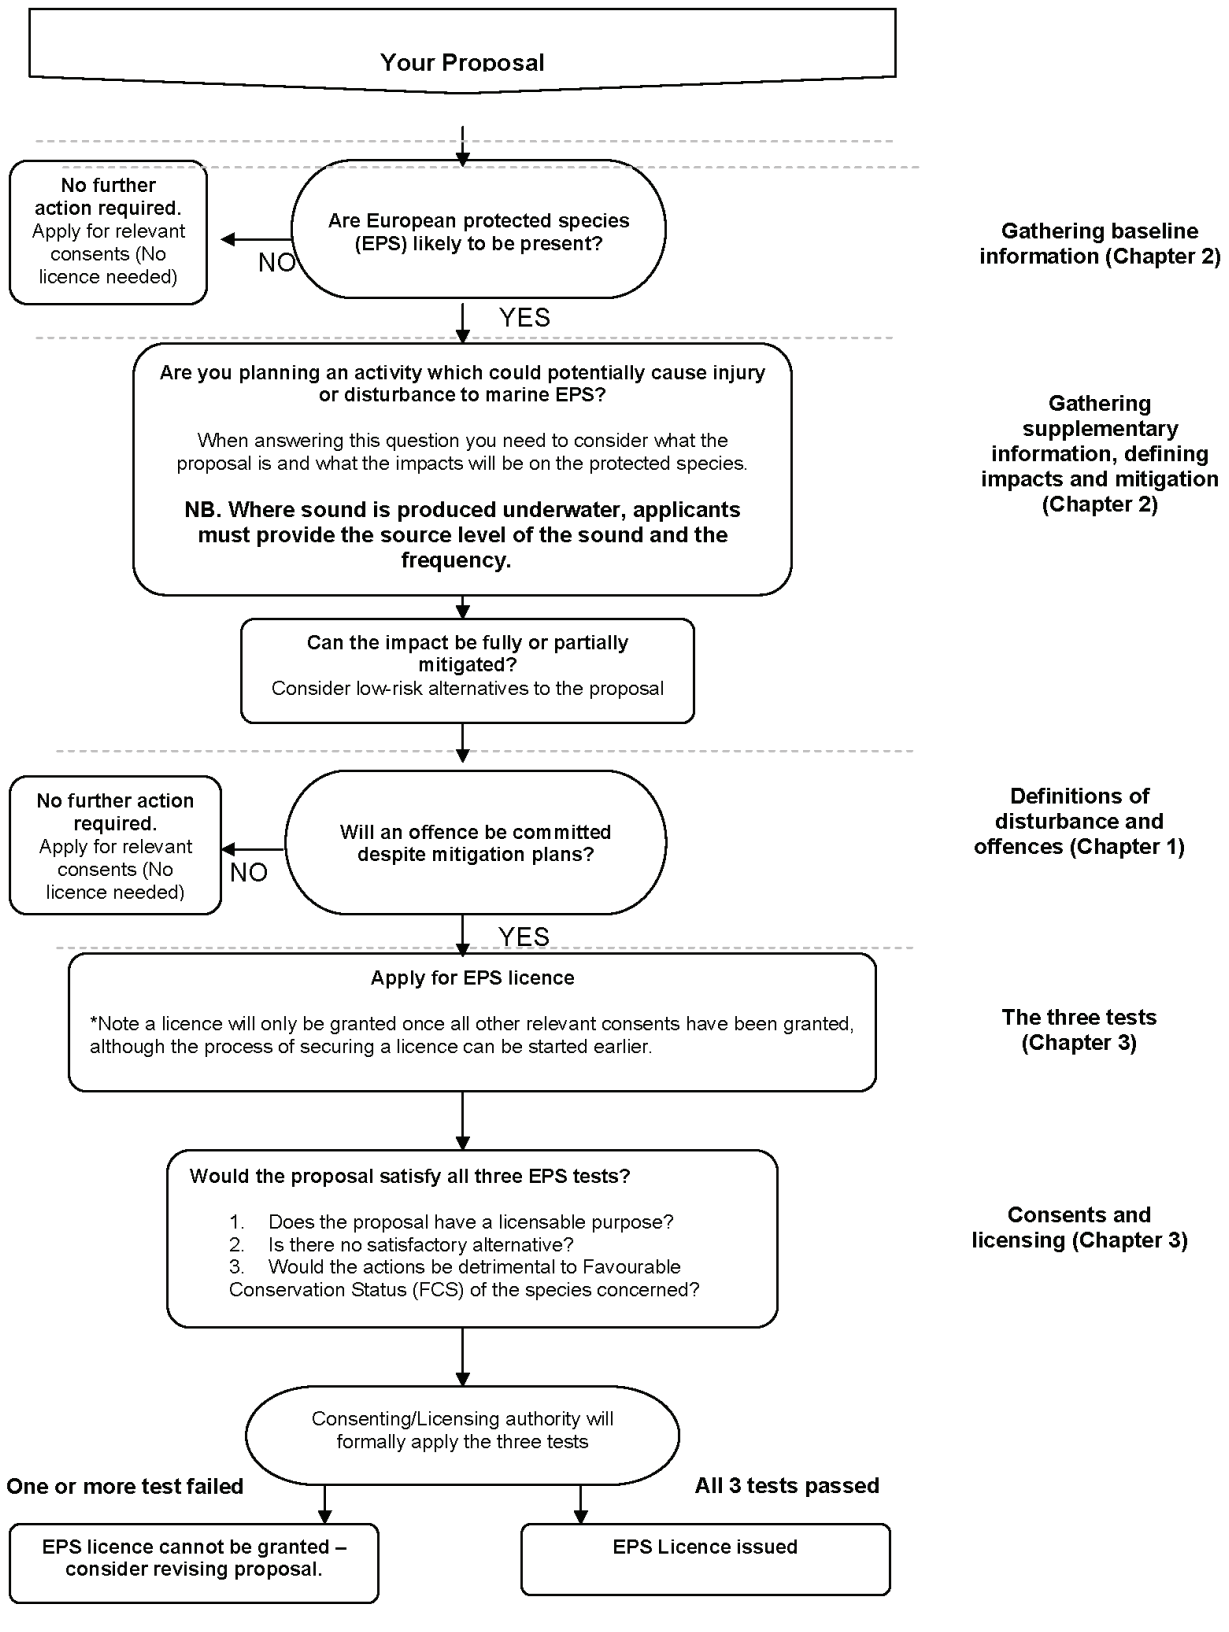 Your Proposal
No further
action required.
Apply for relevant
consents (No
licence needed)
Are European protected species
(EPS) likely to be present?
NO
Gathering baseline
information (Chapter 2)
YES
Are you planning an activity which could potentially cause injury
or disturbance to marine EPS?
When answering this question you need to consider what the
proposal is and what the impacts will be on the protected species.
NB. Where sound is produced underwater, applicants
must provide the source level of the sound and the
frequency.
Gathering
supplementary
information, defining
impacts and mitigation
(Chapter 2)
Can the impact be fully or partially
mitigated?
Consider low-risk alternatives to the proposal
No further action
required.
Apply for relevant
consents (No
licence needed)
NO
Will an offence be committed
despite mitigation plans?
Definitions of
disturbance and
offences (Chapter 1)
YES
Apply for EPS licence
*Note a licence will only be granted once all other relevant consents have been granted,
although the process of securing a licence can be started earlier.
The three tests
(Chapter 3)
Would the proposal satisfy all three EPS tests?
1. Does the proposal have a licensable purpose?
2. Is there no satisfactory alternative?
3. Would the actions be detrimental to Favourable
Conservation Status (FCS) of the species concerned?
Consents and
licensing (Chapter 3)
Consenting/Licensing authority will
formally apply the three tests
One or more test failed
All 3 tests passed
EPS licence cannot be granted –
consider revising proposal.
EPS Licence issued